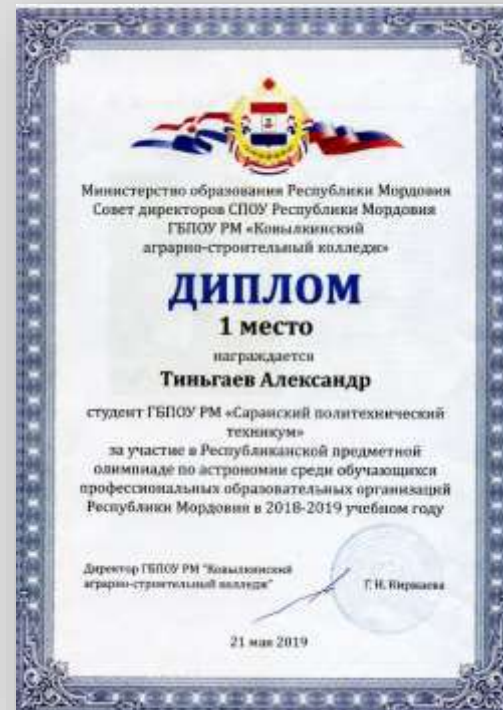 Министерство образования Республики Мордовия
Совет директоров СПОУ Республики Мордовия
ГБПОУ РМ «Ковылкинский
аграрно-строительный колледж»
ДИПЛОМ
1 место
награждается
Тиньгаев Александр
студент ГБПОУ РМ «Саранский политехнический
техникум»
за участие в Республиканской предметной
олимпиаде по астрономии среди обучающихся
профессиональных образовательных организаций
Республики Мордовия в 2018-2019 учебном году
Директор ГБПОУ РМ "Ковылкинский
аграрно-строительный колледж"
Г. Н.
21 мая 2019